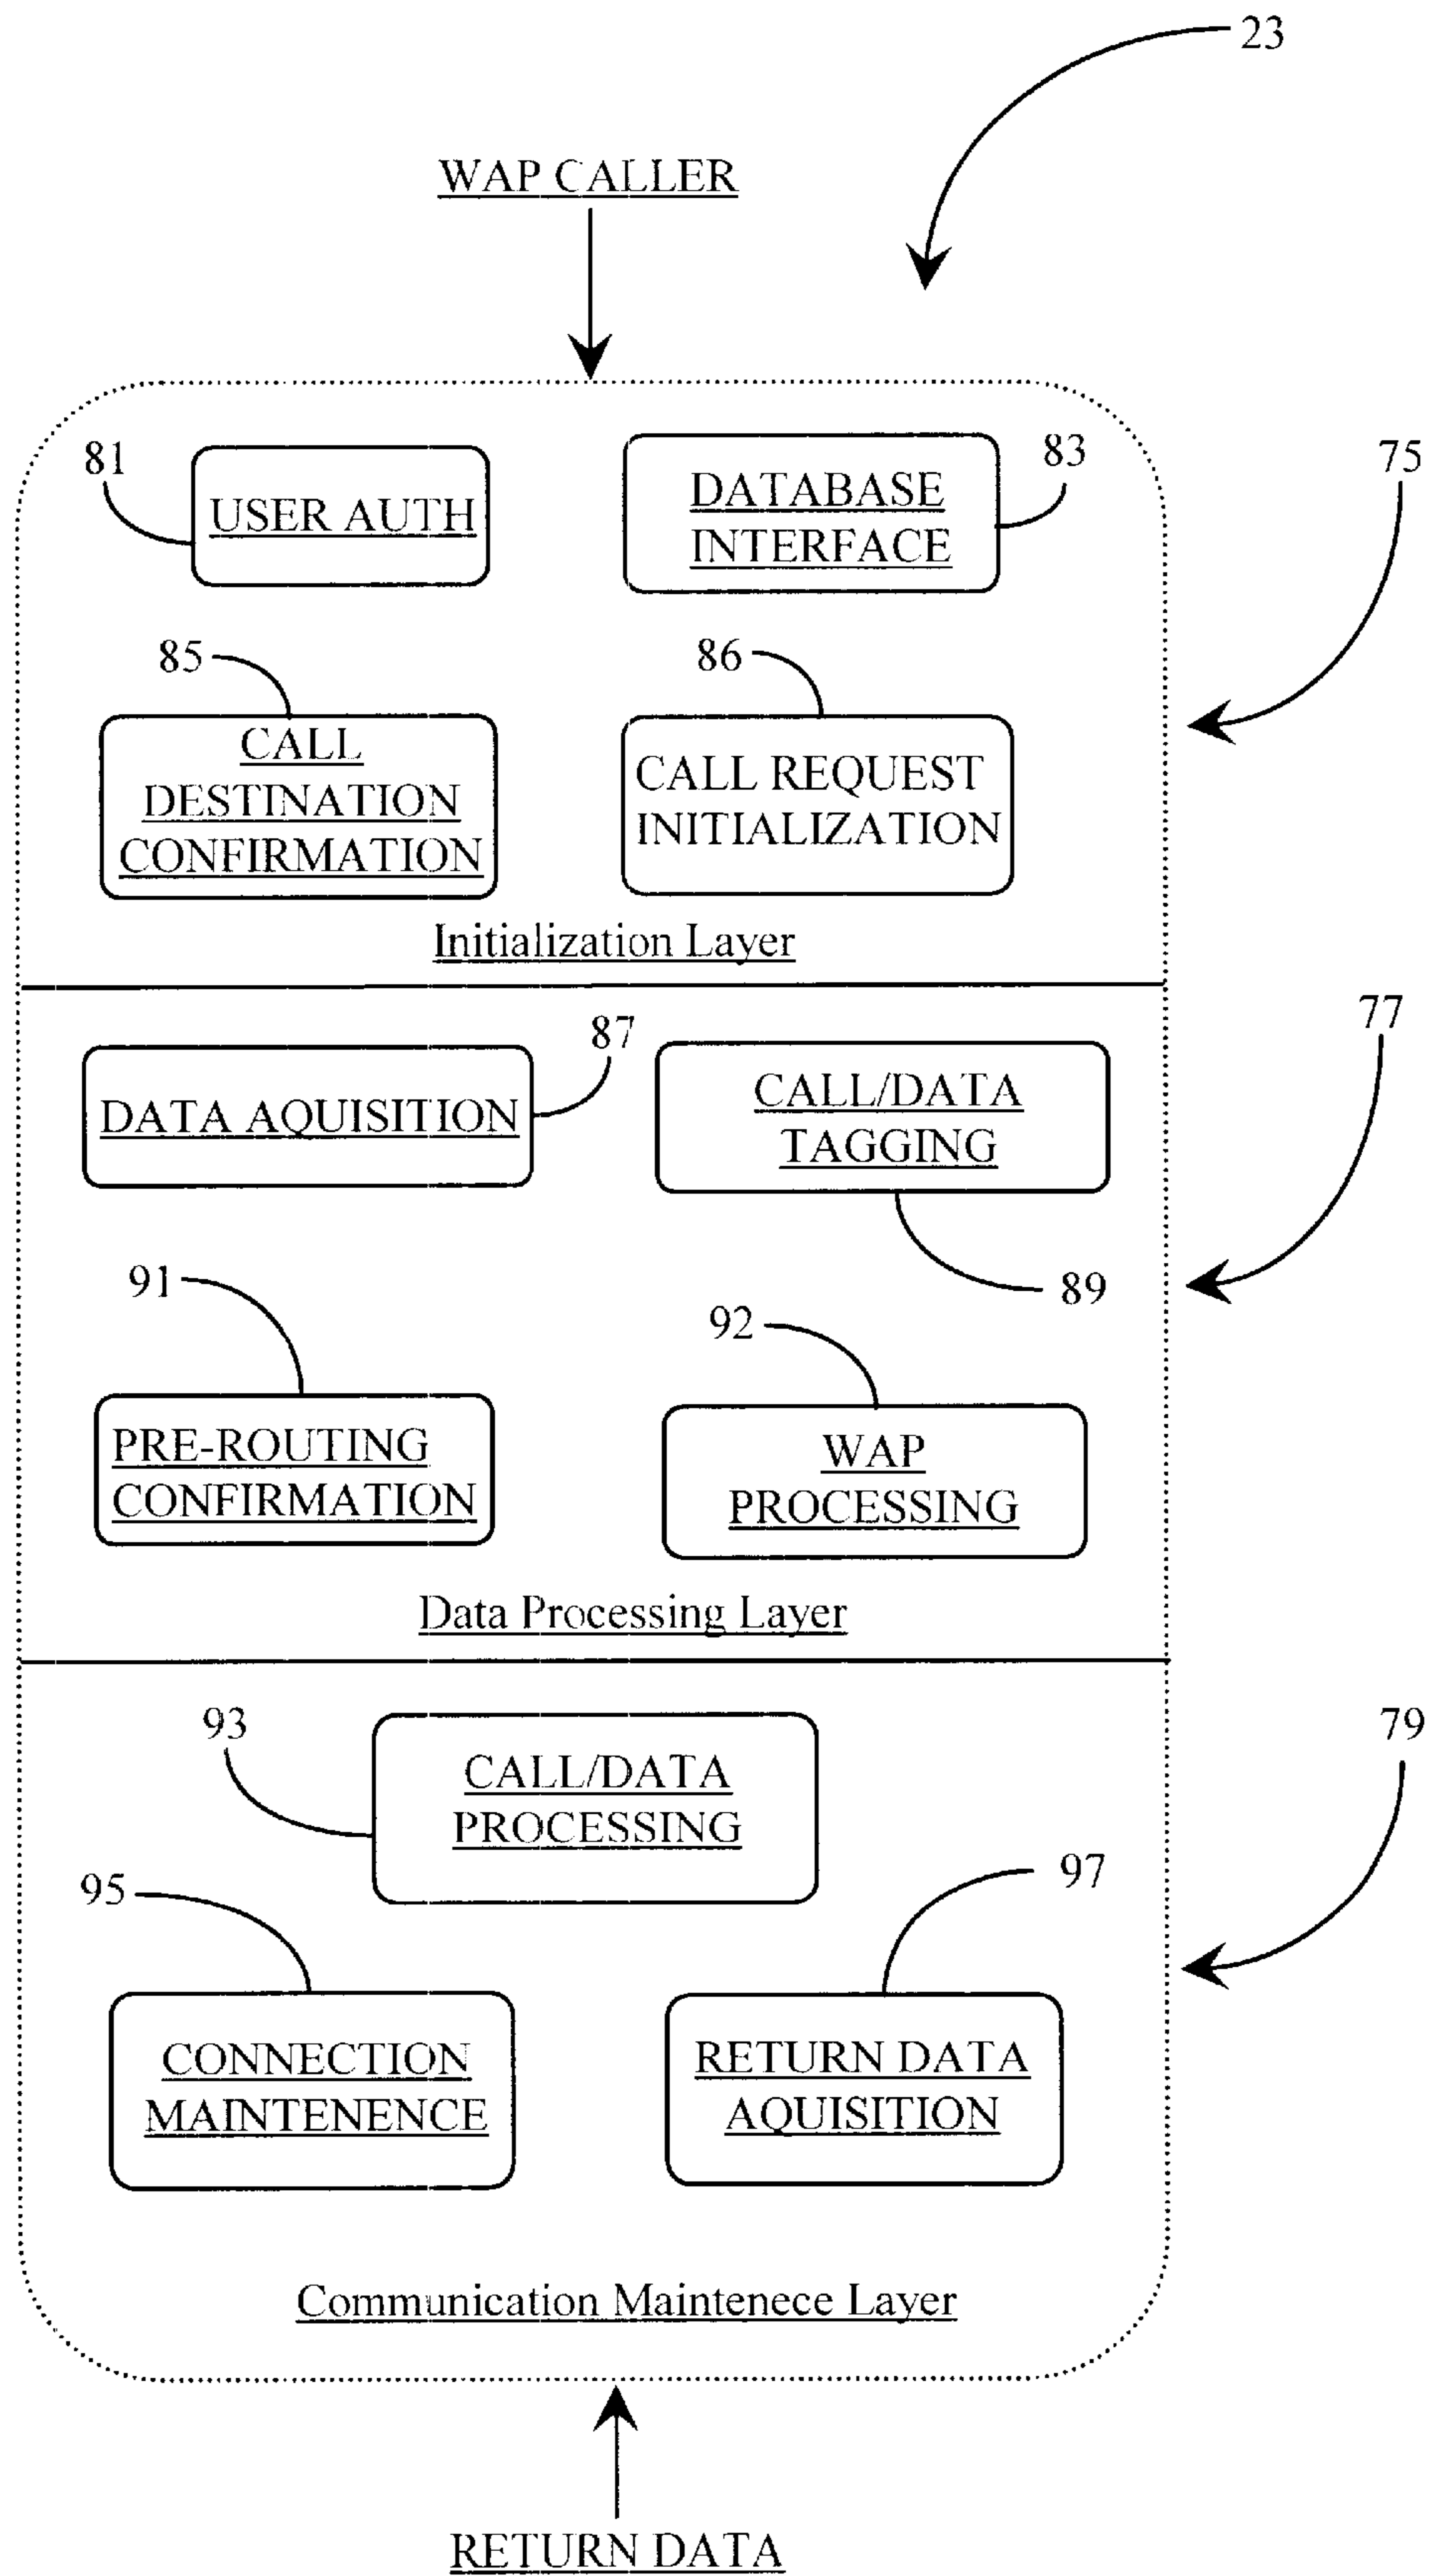 23
WAP CALLER
81
USER AUTH
DATABASE
INTERFACE
83
75
85
CALL
DESTINATION
CONFIRMATION
86
CALL REQUEST
INITIALIZATION
Initialization Layer
77
DATA AQUISITION
87
CALL/DATA
TAGGING
89
91
PRE-ROUTING
CONFIRMATION
92
WAP
PROCESSING
Data Processing Layer
93
CALL/DATA
PROCESSING
79
95
CONNECTION
MAINTENENCE
97
RETURN DATA
AQUISITION
Communication Maintenece Layer
RETURN DATA